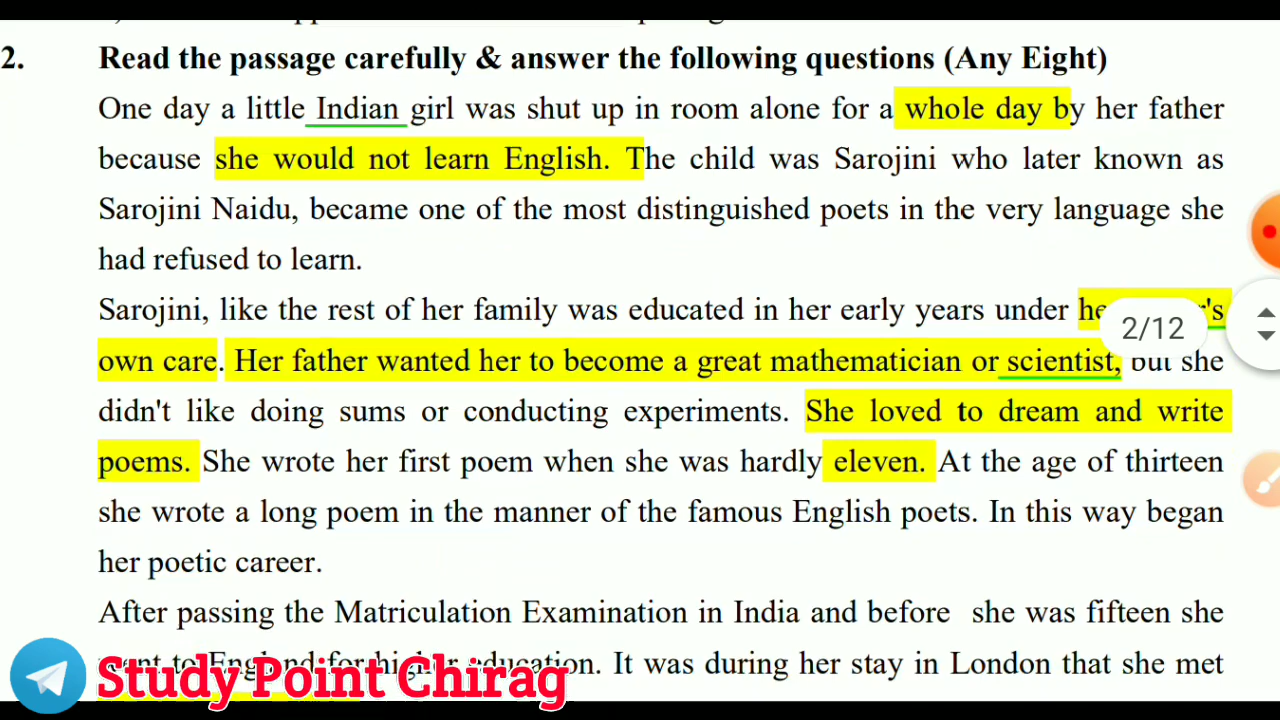 2. Read the passage carefully & answer the following questions (Any Eight)
One day a little Indian girl was shut up in room alone for a whole day by her father
because she would not learn English. The child was Sarojini who later known as
Sarojini Naidu, became one of the most distinguished poets in the very language she
had refused to learn.
Sarojini, like the rest of her family was educated in her early years under
2/12
own care. Her father wanted her to become a great mathematician or scientist, but she
didn't like doing sums or conducting experiments. She loved to dream and write
poems. She wrote her first poem when she was hardly eleven. At the age of thirteen
she wrote a long poem in the manner of the famous English poets. In this way began
her poetic career.
After passing the Matriculation Examination in India and before she was fifteen she
went to England for higher education. It was during her stay in London that she met
Study Point Chirag